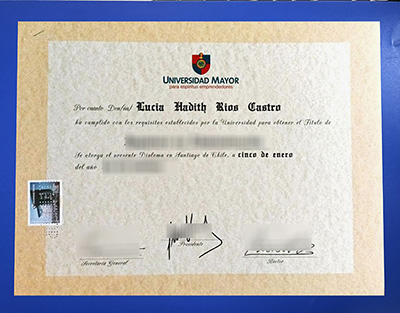 UNIVERSIDAD MAYOR
para espíritus emprendedores
Por cuanto Don(ña) Lucia Hadith Rios Castro
ha cumplido con los requisitos establecidos por la Universidad para obtener el Título de
Se otorga el presente Diploma en Santiago de Chile, a cinco de enero
del año
Presidente
Secretario General
Rector